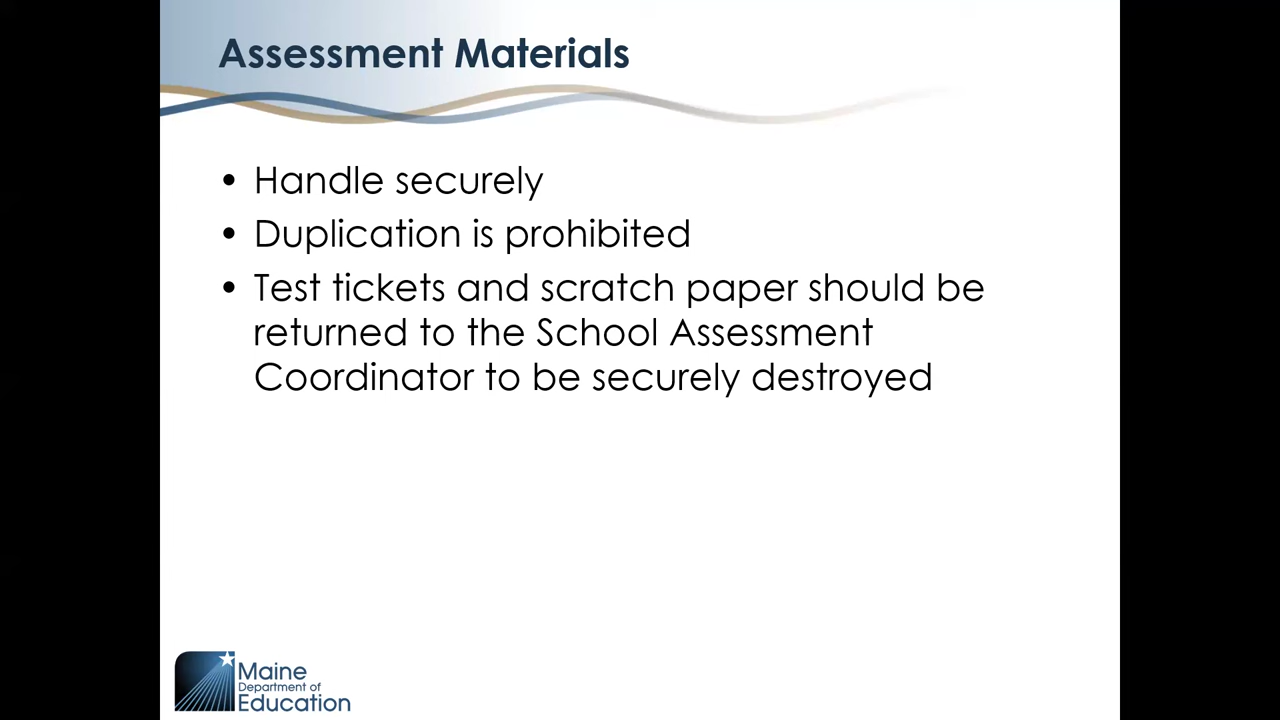 Assessment Materials
• Handle securely
• Duplication is prohibited
• Test tickets and scratch paper should be
returned to the School Assessment
Coordinator to be securely destroyed
Maine
Department of
Education